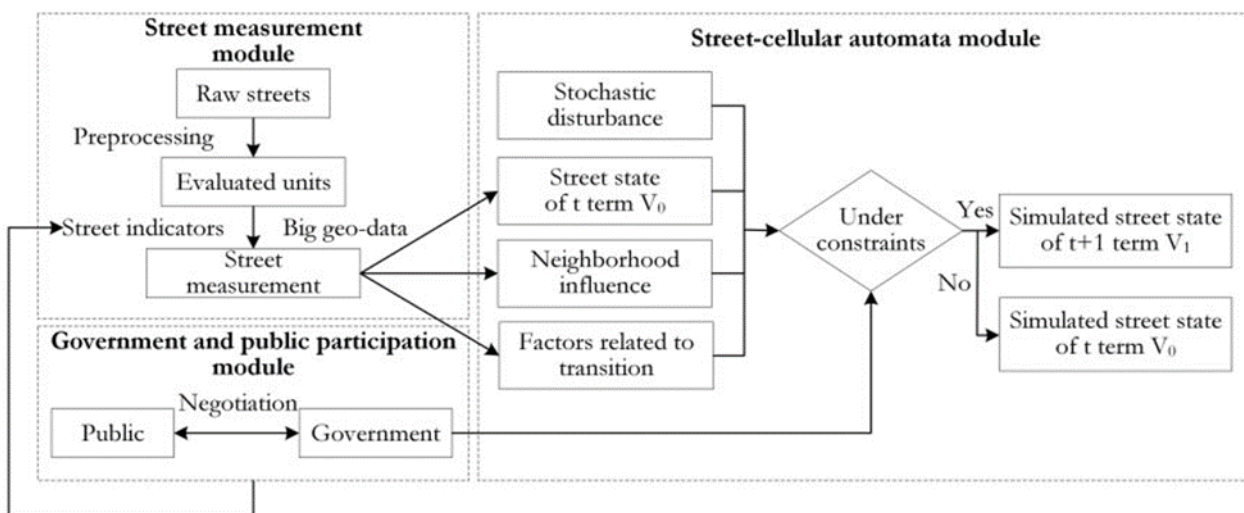 Street measurement
module
Raw streets
Preprocessing
Evaluated units
Street indicators
Big geo-data
Street
measurement
Government and public participation
module
Negotiation
Public
Government
Street-cellular automata module
Stochastic
disturbance
Street state
of t term V₀
Neighborhood
influence
Factors related to
transition
Under
constraints
Yes
No
Simulated street state
of t+1 term V₁
Simulated street state
of t term V₀